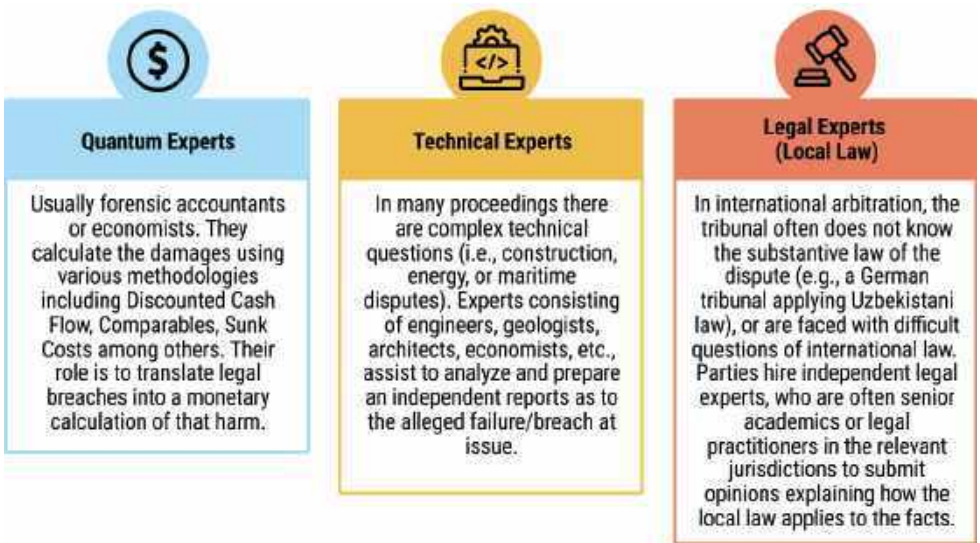 $
Quantum Experts
Usually forensic accountants
or economists. They
calculate the damages using
various methodologies
including Discounted Cash
Flow, Comparables, Sunk
Costs among others. Their
role is to translate legal
breaches into a monetary
calculation of that harm.
</>
Technical Experts
In many proceedings there
are complex technical
questions (i.e., construction,
energy, or maritime
disputes). Experts consisting
of engineers, geologists,
architects, economists, etc.,
assist to analyze and prepare
an independent reports as to
the alleged failure/breach at
issue.
Legal Experts
(Local Law)
In international arbitration, the
tribunal often does not know
the substantive law of the
dispute (e.g., a German
tribunal applying Uzbekistani
law), or are faced with difficult
questions of international law.
Parties hire independent legal
experts, who are often senior
academics or legal
practitioners in the relevant
jurisdictions to submit
opinions explaining how the
local law applies to the facts.